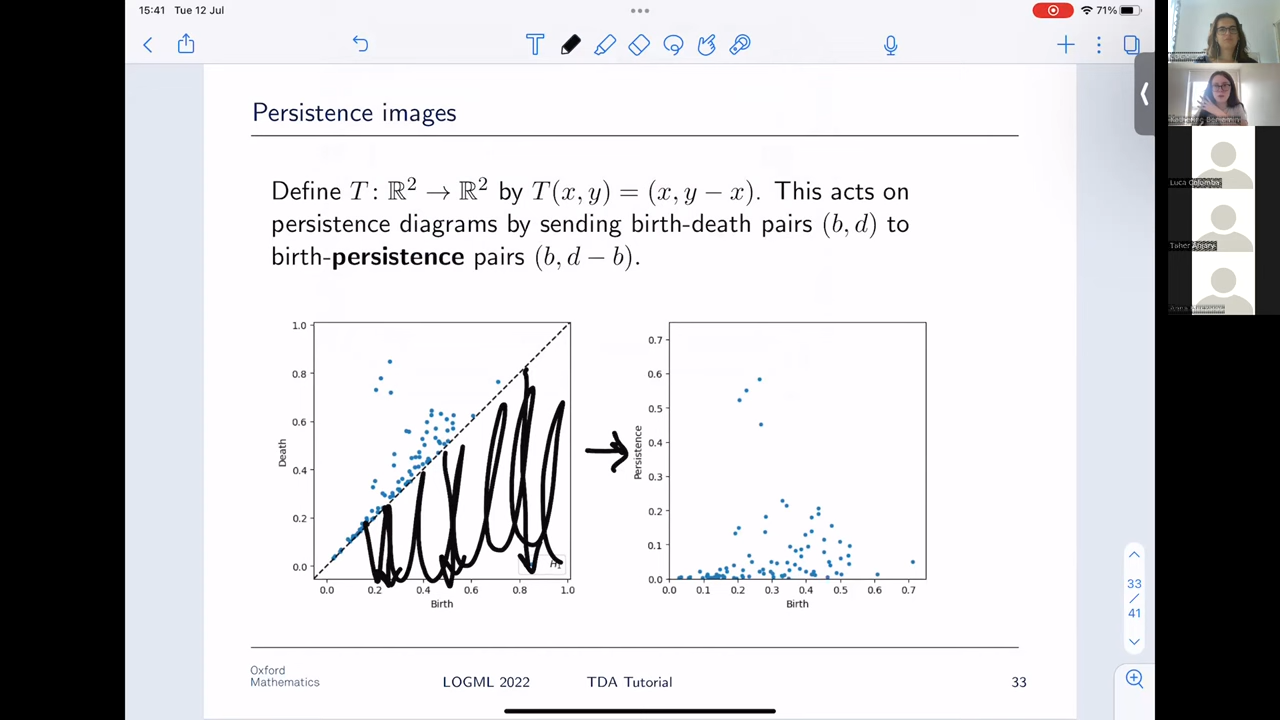 15:41 Tue 12 Jul
71%
Persistence images
Define T: ℝ² → ℝ² by T(x, y) = (x, y − x). This acts on
persistence diagrams by sending birth-death pairs (b, d) to
birth-persistence pairs (b, d − b).
1.0
0.8
0.6
0.4
0.2
0.0
Death
0.0 0.2 0.4 0.6 0.8 1.0
Birth
H₁
0.7
0.6
0.5
0.4
0.3
0.2
0.1
0.0
Persistence
0.0 0.1 0.2 0.3 0.4 0.5 0.6 0.7
Birth
Oxford
Mathematics
LOGML 2022 TDA Tutorial 33
33
/
41
Luca Colombo
Taher
Anna